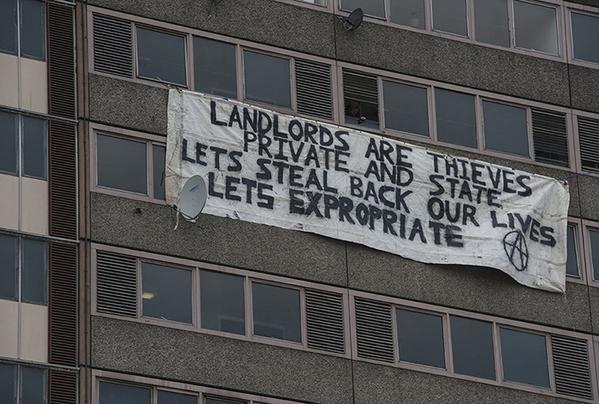 LANDLORDS ARE THIEVES
PRIVATE AND STATE
LETS STEAL BACK OUR LIVES
LETS EXPROPRIATE